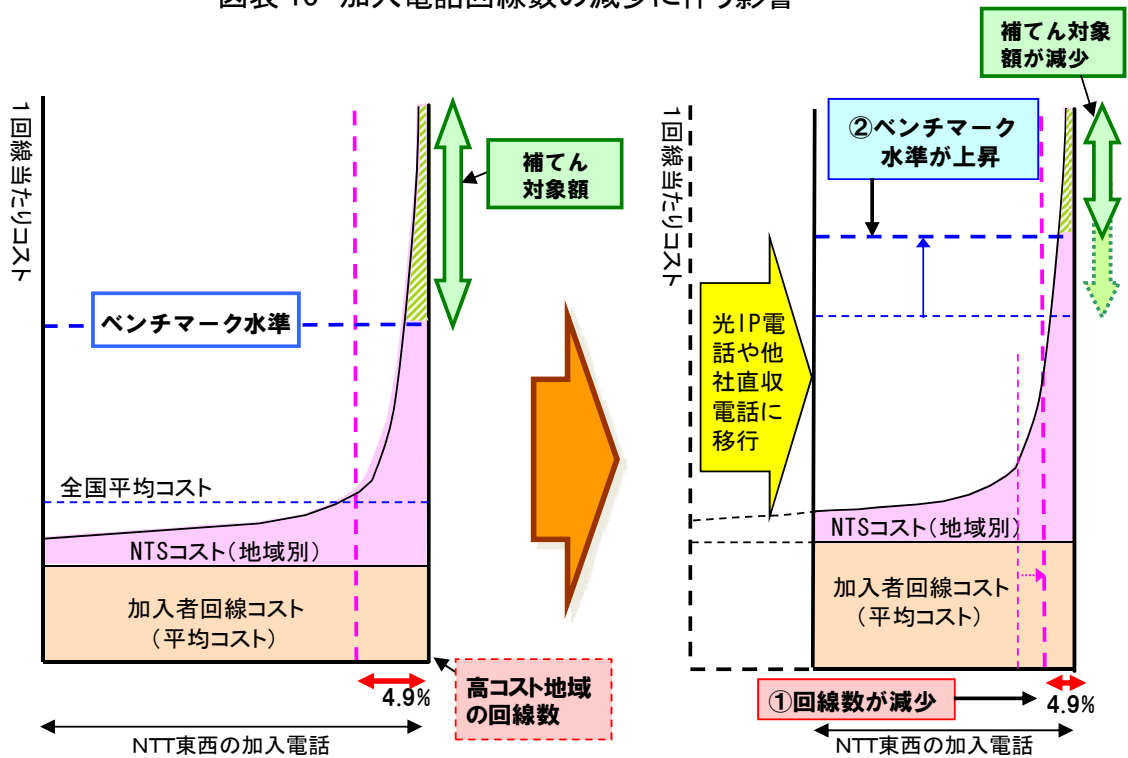 図表 10 加入電話回線数の減少に伴う影響
1回線当たりコスト
補てん
対象額
ベンチマーク水準
全国平均コスト
NTSコスト(地域別)
加入者回線コスト
(平均コスト)
4.9%
高コスト地域
の回線数
NTT東西の加入電話
補てん対象
額が減少
1回線当たりコスト
②ベンチマーク
水準が上昇
光IP電
話や他
社直収
電話に
移行
NTSコスト(地域別)
加入者回線コスト
(平均コスト)
①回線数が減少
4.9%
NTT東西の加入電話